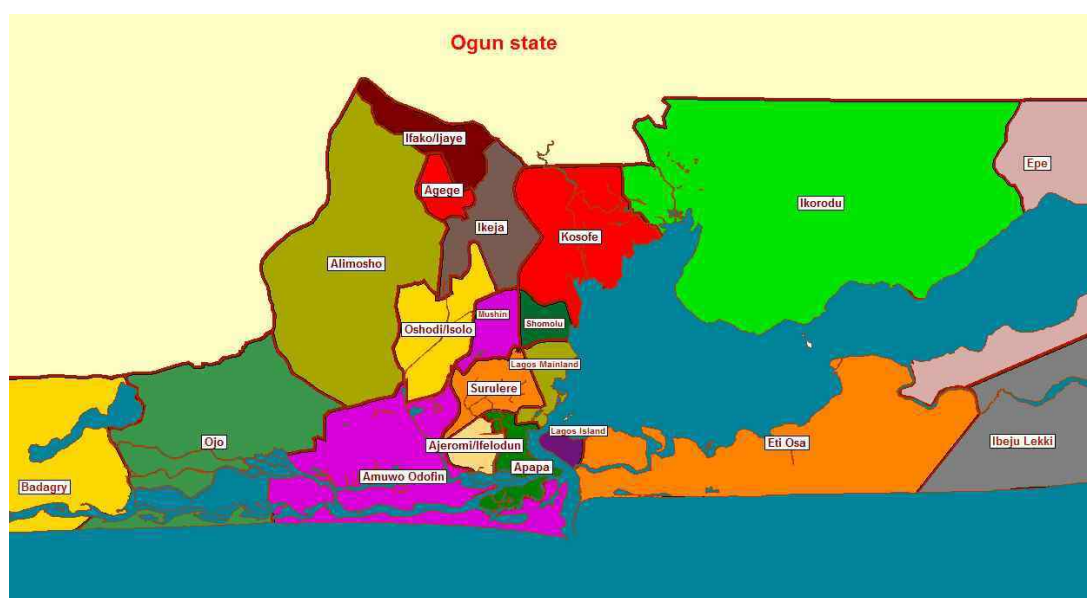 Ogun state
Ifako/Ijaye
Epe
Agege
Ikorodu
Ikeja
Kosofe
Alimosho
Mushin
Shomolu
Oshodi/Isolo
Lagos Mainland
Surulere
Lagos Island
Ojo
Ajeromi/Ifelodun
Eti Osa
Ibeju Lekki
Apapa
Amuwo Odofin
Badagry